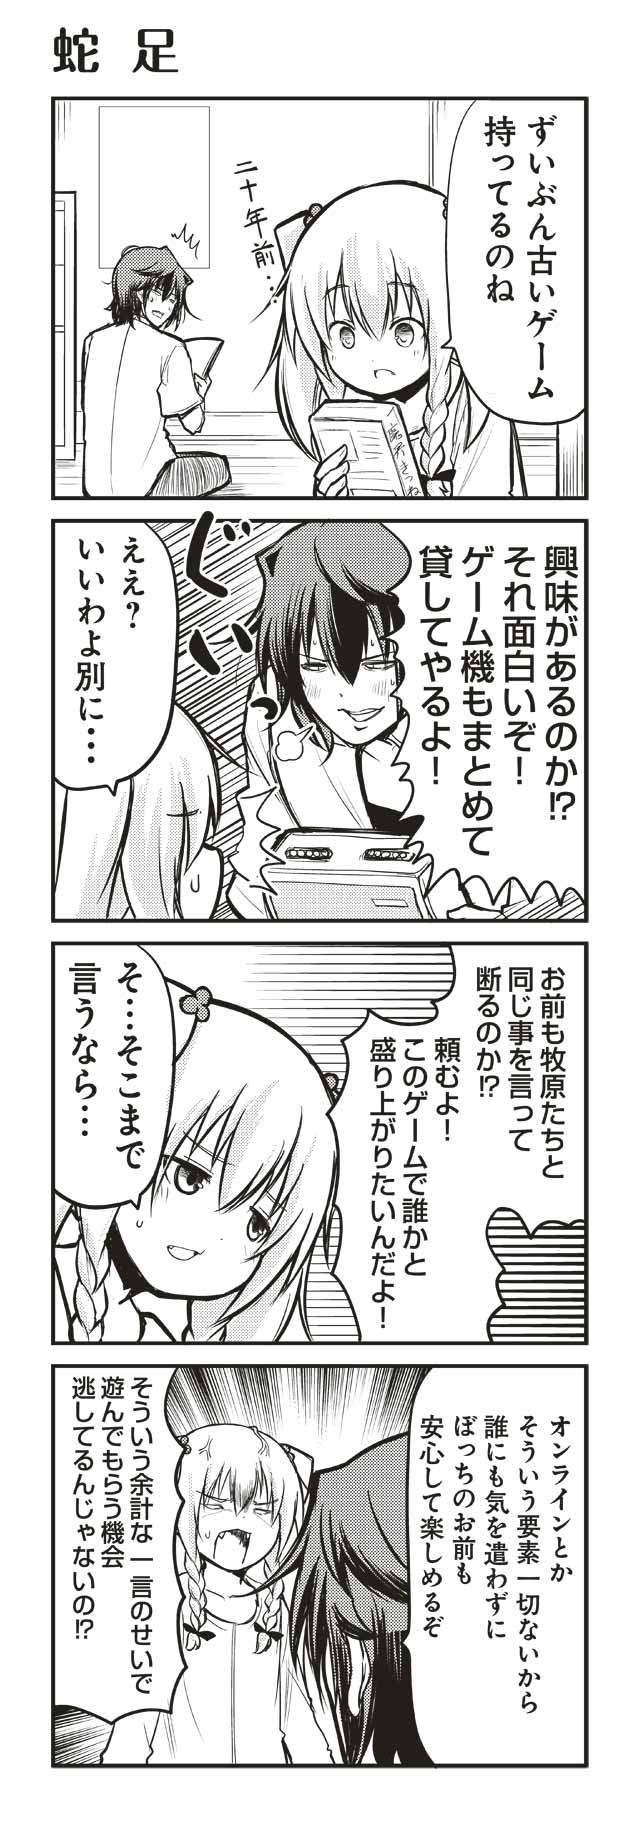 蛇足
ずいぶん古いゲーム
持ってるのね
二十年前…
興味があるのか!?
それ面白いぞ!
ゲーム機もまとめて
貸してやるよ!
ぐいっ
ええ?
いいわよ別に…
お前も牧原たちと
同じ事を言って
断るのか!?
頼むよ!
このゲームで誰かと
盛り上がりたいんだよ!
そ…そこまで
言うなら…
オンラインとか
そういう要素一切ないから
誰にも気を遣わずに
ぼっちのお前も
安心して楽しめるぞ
そういう余計な一言のせいで
遊んでもらう機会
逃してるんじゃないの!?